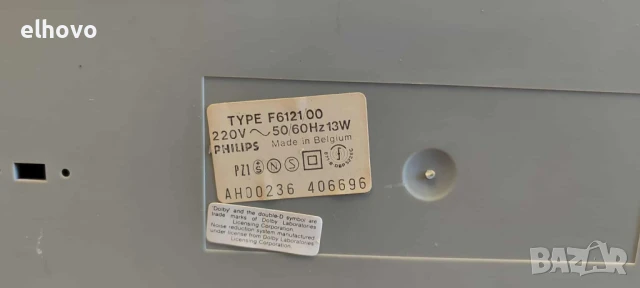 elhovo
TYPE F6121/00
220V ~ 50/60Hz 13W
PHILIPS Made in Belgium
PZ1 S N S
AH00236 406696
'Dolby' and the double-D symbol are
trade marks of Dolby Laboratories
Licensing Corporation.
Noise reduction system manufactured
under license from Dolby Laboratories
Licensing Corporation.
bazar